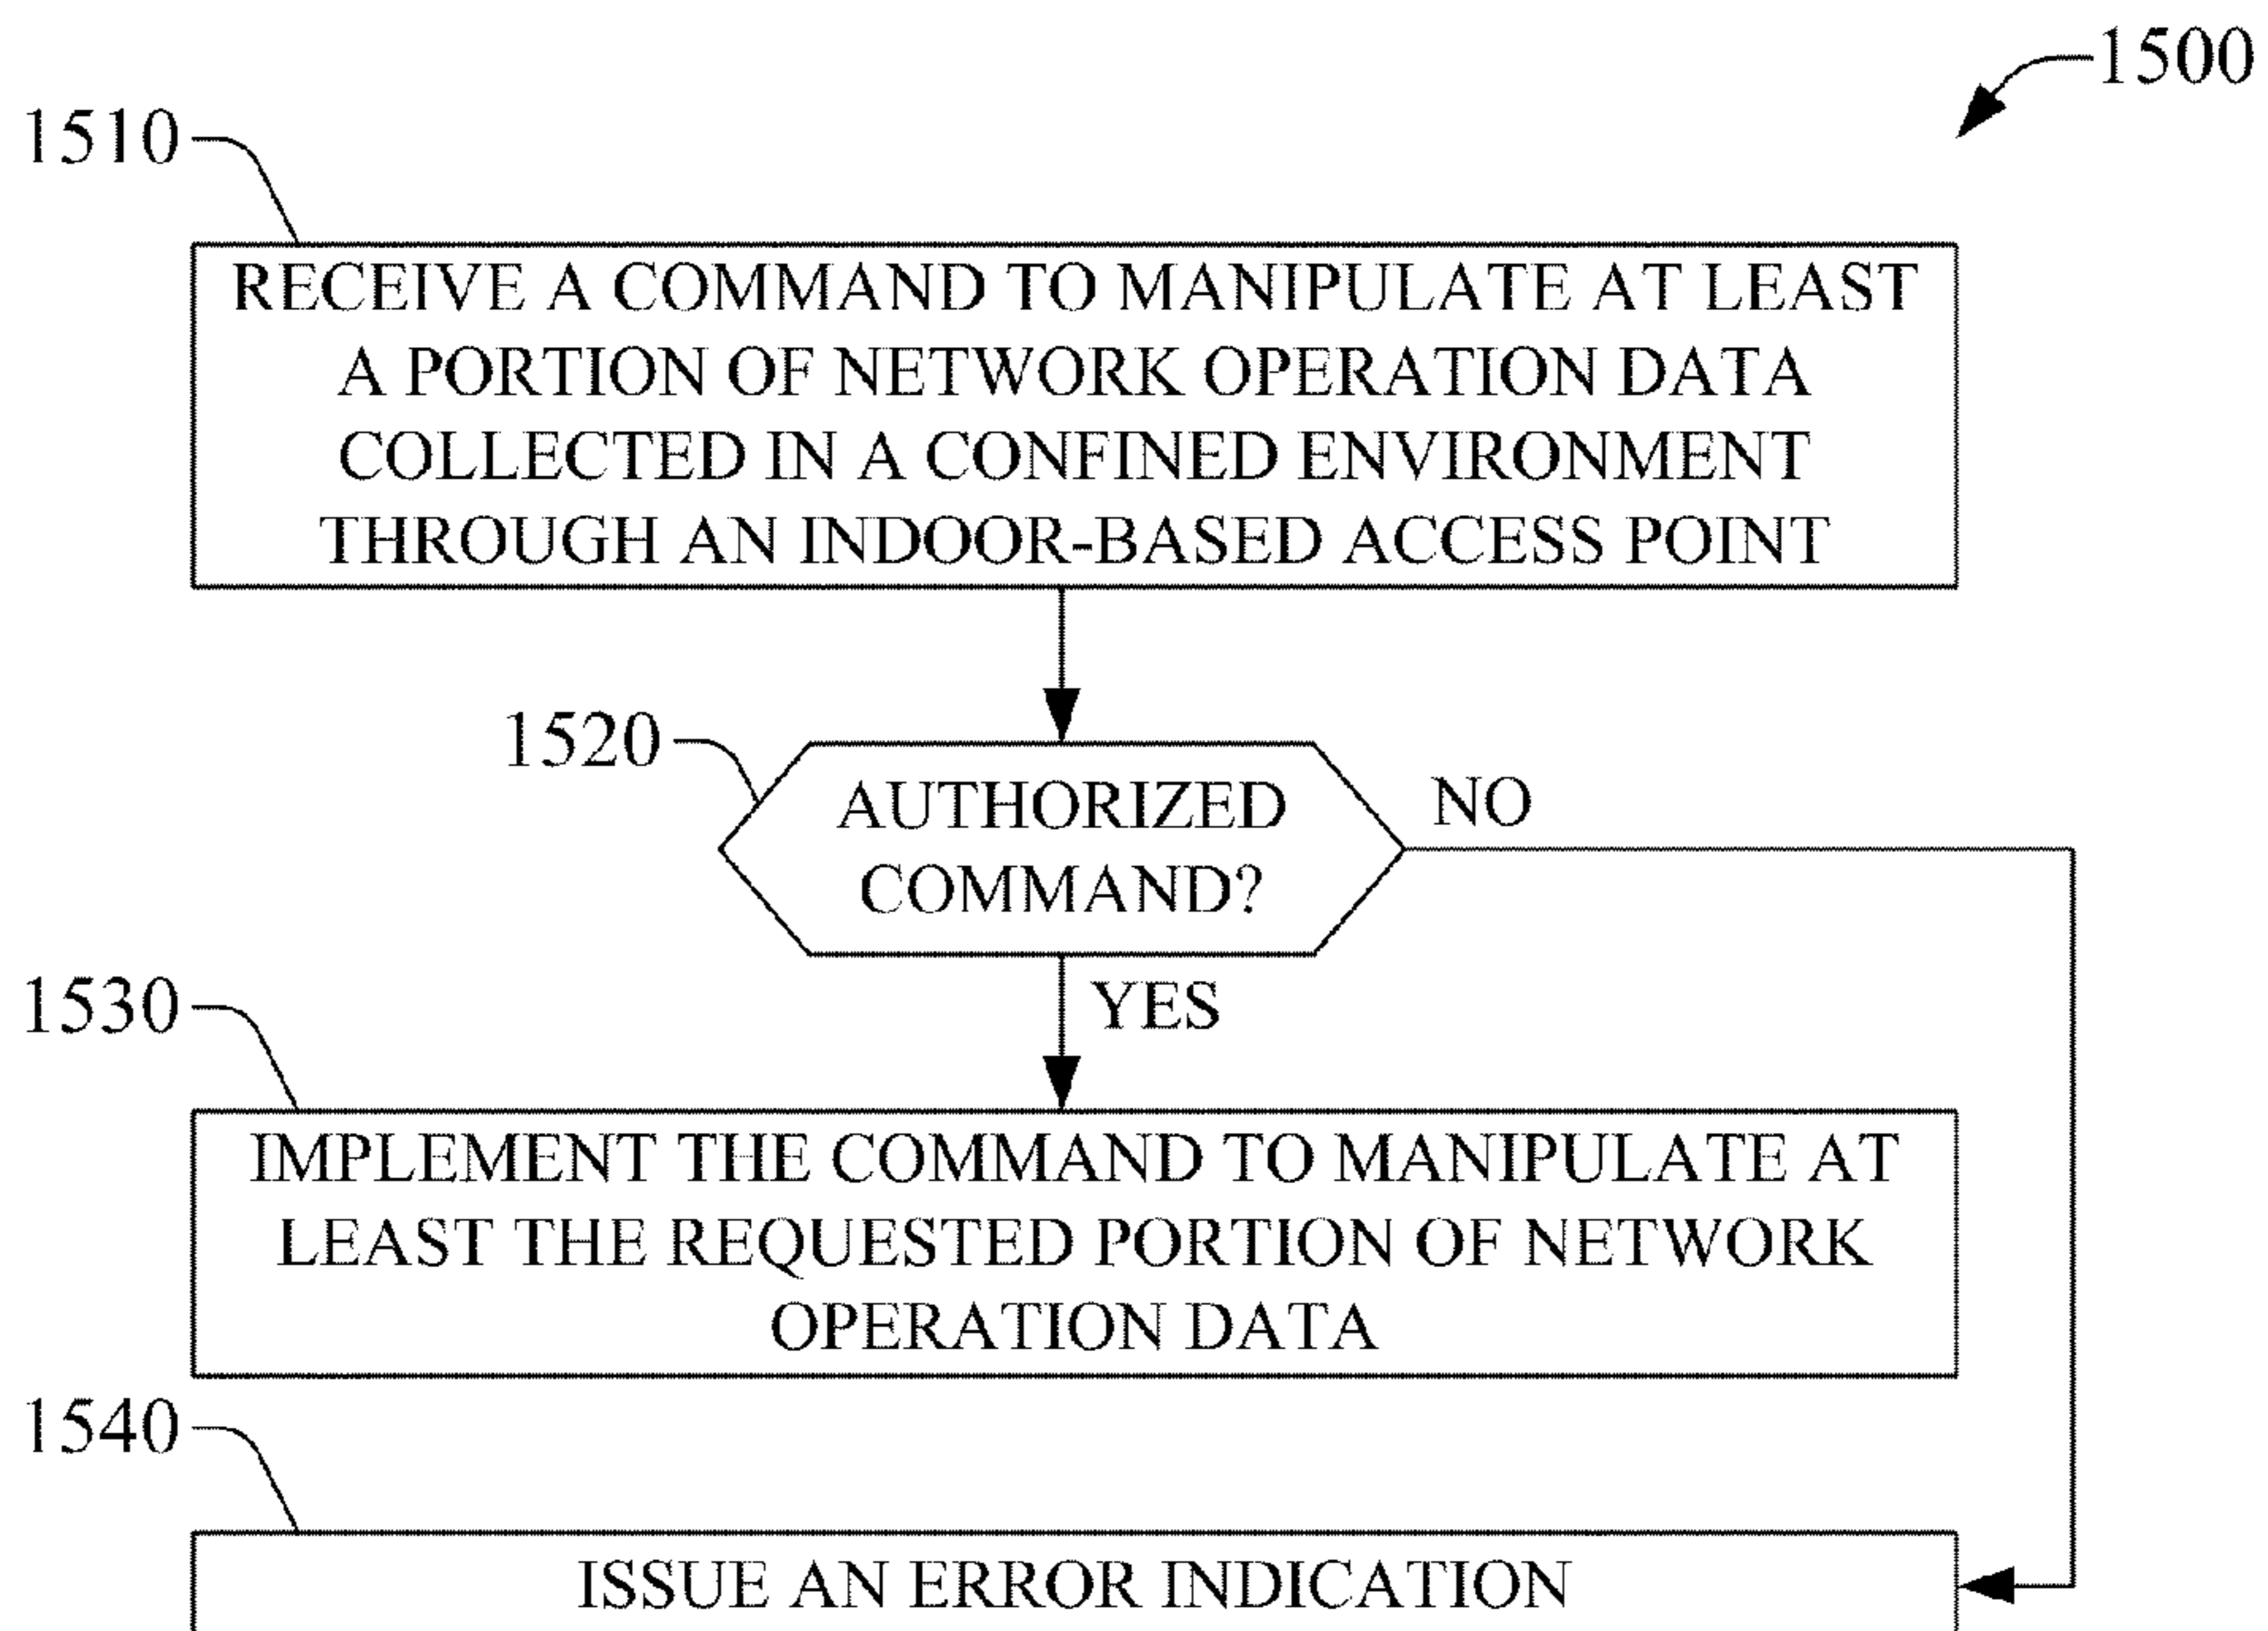 1500
1510
RECEIVE A COMMAND TO MANIPULATE AT LEAST
A PORTION OF NETWORK OPERATION DATA
COLLECTED IN A CONFINED ENVIRONMENT
THROUGH AN INDOOR-BASED ACCESS POINT
1520
AUTHORIZED
COMMAND?
NO
YES
1530
IMPLEMENT THE COMMAND TO MANIPULATE AT
LEAST THE REQUESTED PORTION OF NETWORK
OPERATION DATA
1540
ISSUE AN ERROR INDICATION